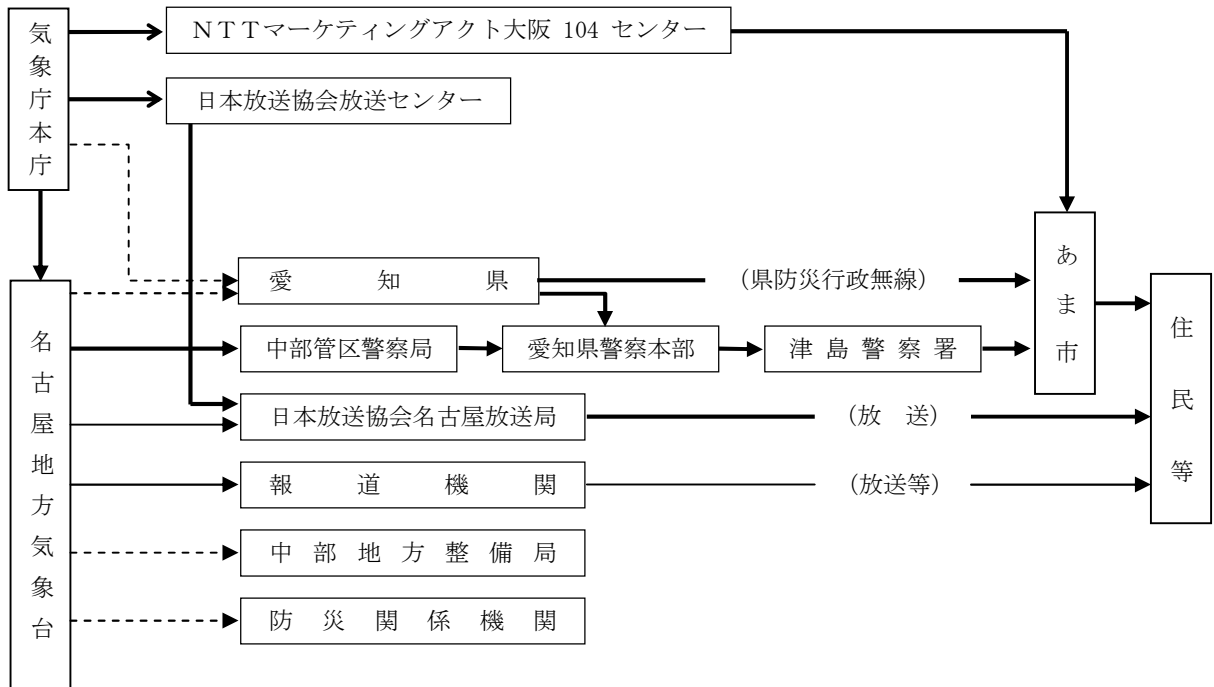 気象庁本庁
NTTマーケティングアクト大阪 104 センター
日本放送協会放送センター
名古屋地方気象台
愛知県
(県防災行政無線)
中部管区警察局
愛知県警察本部
津島警察署
あま市
日本放送協会名古屋放送局
(放 送)
報道機関
(放送等)
住民等
中部地方整備局
防災関係機関